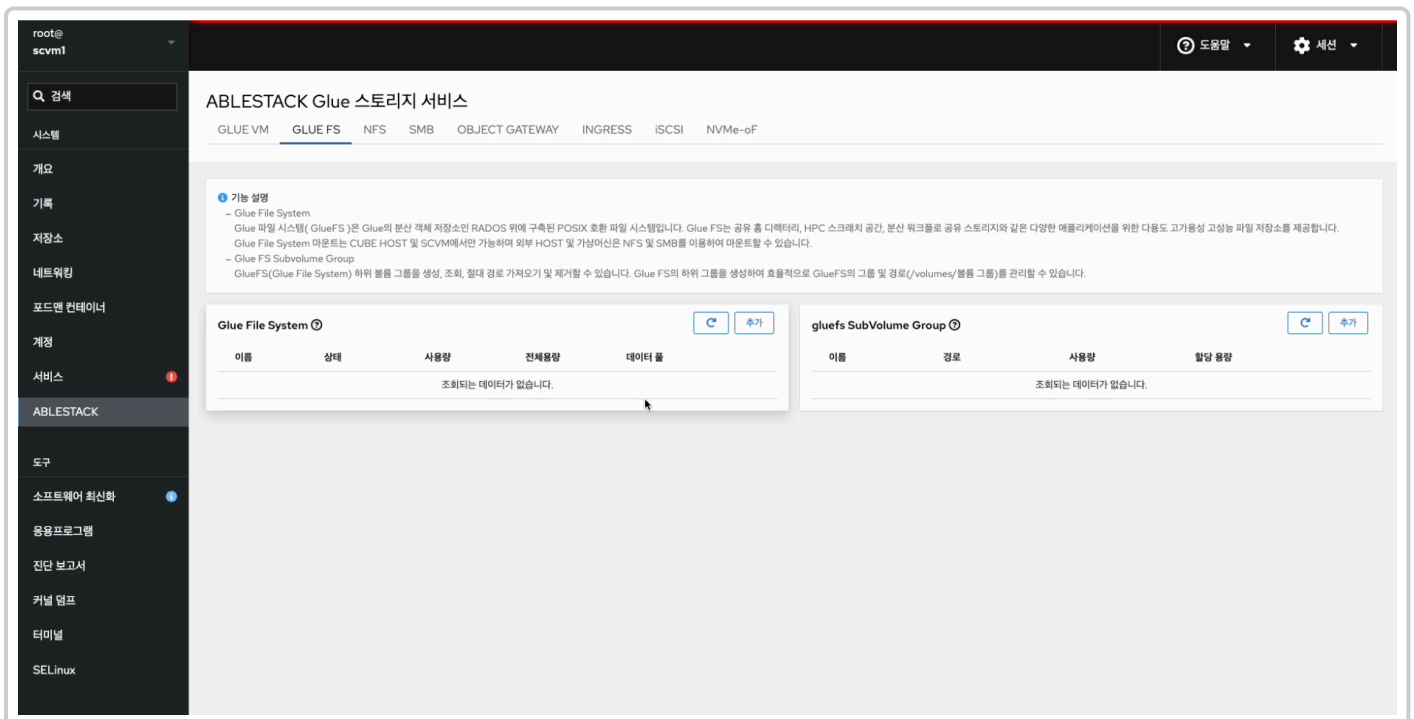 root@
scvm1
도움말
세션
검색
시스템
개요
기록
저장소
네트워킹
포드맨 컨테이너
계정
서비스
ABLESTACK
도구
소프트웨어 최신화
응용프로그램
진단 보고서
커널 덤프
터미널
SELinux
ABLESTACK Glue 스토리지 서비스
GLUE VM GLUE FS NFS SMB OBJECT GATEWAY INGRESS iSCSI NVMe-oF
기능 설명
– Glue File System
Glue 파일 시스템( GlueFS )은 Glue의 분산 객체 저장소인 RADOS 위에 구축된 POSIX 호환 파일 시스템입니다. Glue FS는 공유 홈 디렉터리, HPC 스크래치 공간, 분산 워크플로 공유 스토리지와 같은 다양한 애플리케이션을 위한 다용도 고가용성 고성능 파일 저장소를 제공합니다.
Glue File System 마운트는 CUBE HOST 및 SCVM에서만 가능하며 외부 HOST 및 가상머신은 NFS 및 SMB를 이용하여 마운트할 수 있습니다.
– Glue FS Subvolume Group
GlueFS(Glue File System) 하위 볼륨 그룹을 생성, 조회, 절대 경로 가져오기 및 제거할 수 있습니다. Glue FS의 하위 그룹을 생성하여 효율적으로 GlueFS의 그룹 및 경로(/volumes/볼륨 그룹)를 관리할 수 있습니다.
Glue File System
추가
이름 상태 사용량 전체용량 데이터 풀
조회되는 데이터가 없습니다.
gluefs SubVolume Group
추가
이름 경로 사용량 할당 용량
조회되는 데이터가 없습니다.